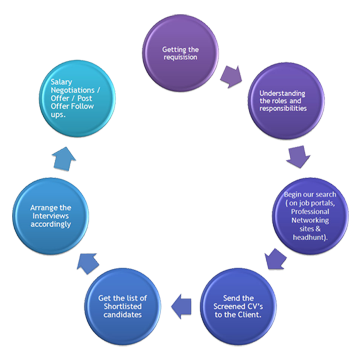 Getting the
requisision
Understanding
the roles and
responsibilities
Begin our search
( on job portals,
Professional
Networking
sites &
headhunt).
Send the
Screened CV's
to the Client.
Get the list of
Shortlisted
candidates
Arrange the
Interviews
accordingly
Salary
Negotiations /
Offer / Post
Offer Follow
ups.